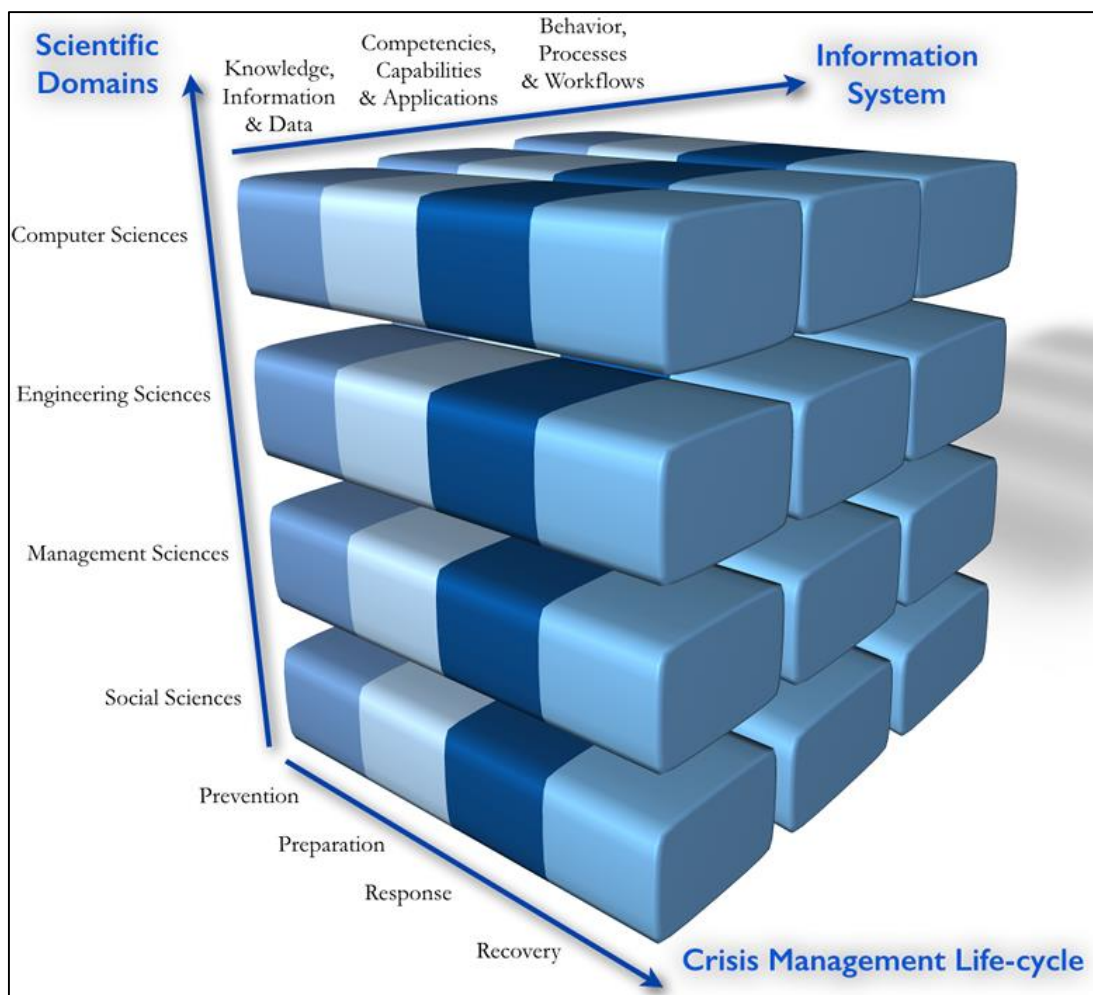 Scientific
Domains
Knowledge,
Information
& Data
Competencies,
Capabilities
& Applications
Behavior,
Processes
& Workflows
Information
System
Computer Sciences
Engineering Sciences
Management Sciences
Social Sciences
Prevention
Preparation
Response
Recovery
Crisis Management Life-cycle